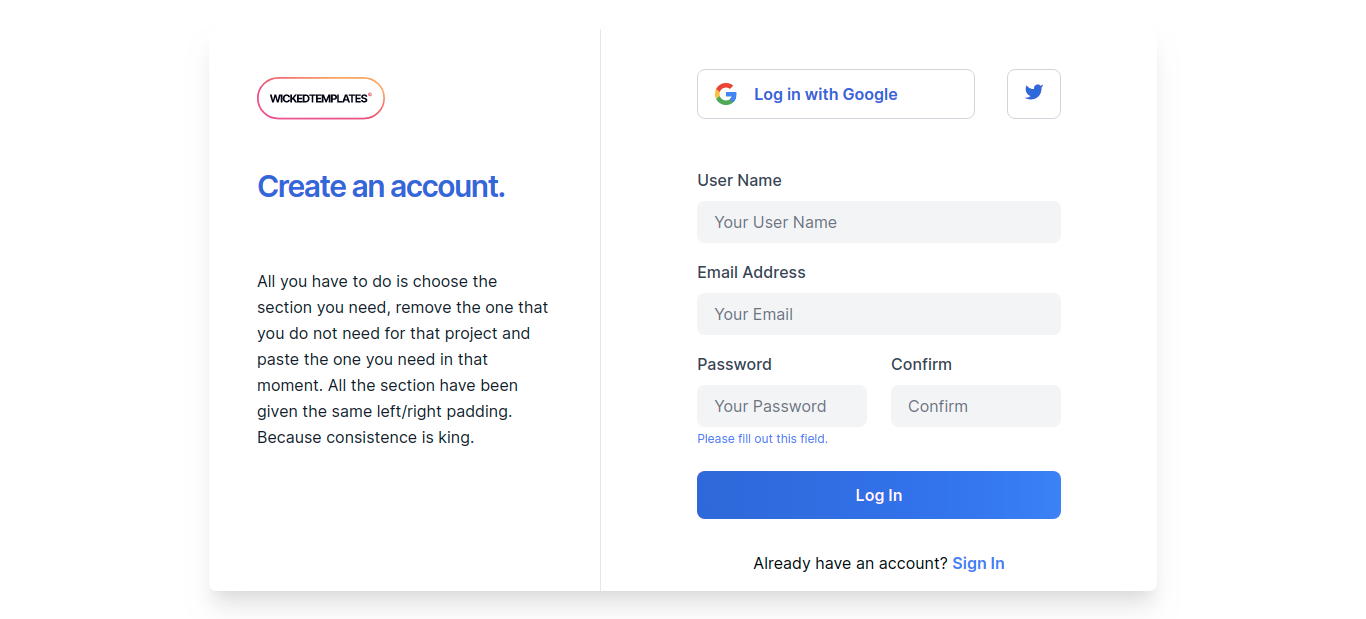 WICKEDTEMPLATES®
Create an account.
All you have to do is choose the
section you need, remove the one that
you do not need for that project and
paste the one you need in that
moment. All the section have been
given the same left/right padding.
Because consistence is king.
Log in with Google
User Name
Your User Name
Email Address
Your Email
Password Confirm
Your Password Confirm
Please fill out this field.
Log In
Already have an account? Sign In